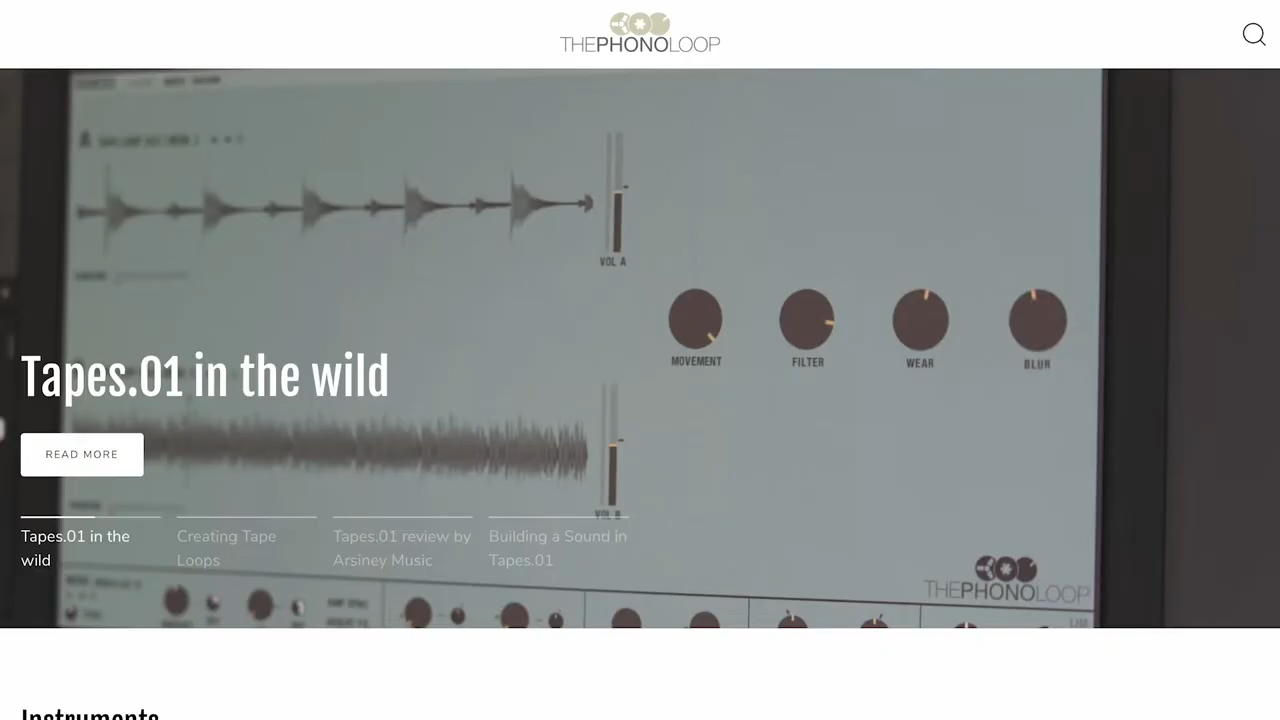 THEPHONOLOOP
VOL A
MOVEMENT
FILTER
WEAR
BLUR
Tapes.01 in the wild
READ MORE
VOL B
Tapes.01 in the
wild
Creating Tape
Loops
Tapes.01 review by
Arsiney Music
Building a Sound in
Tapes.01
THEPHONOLOOP
Instruments